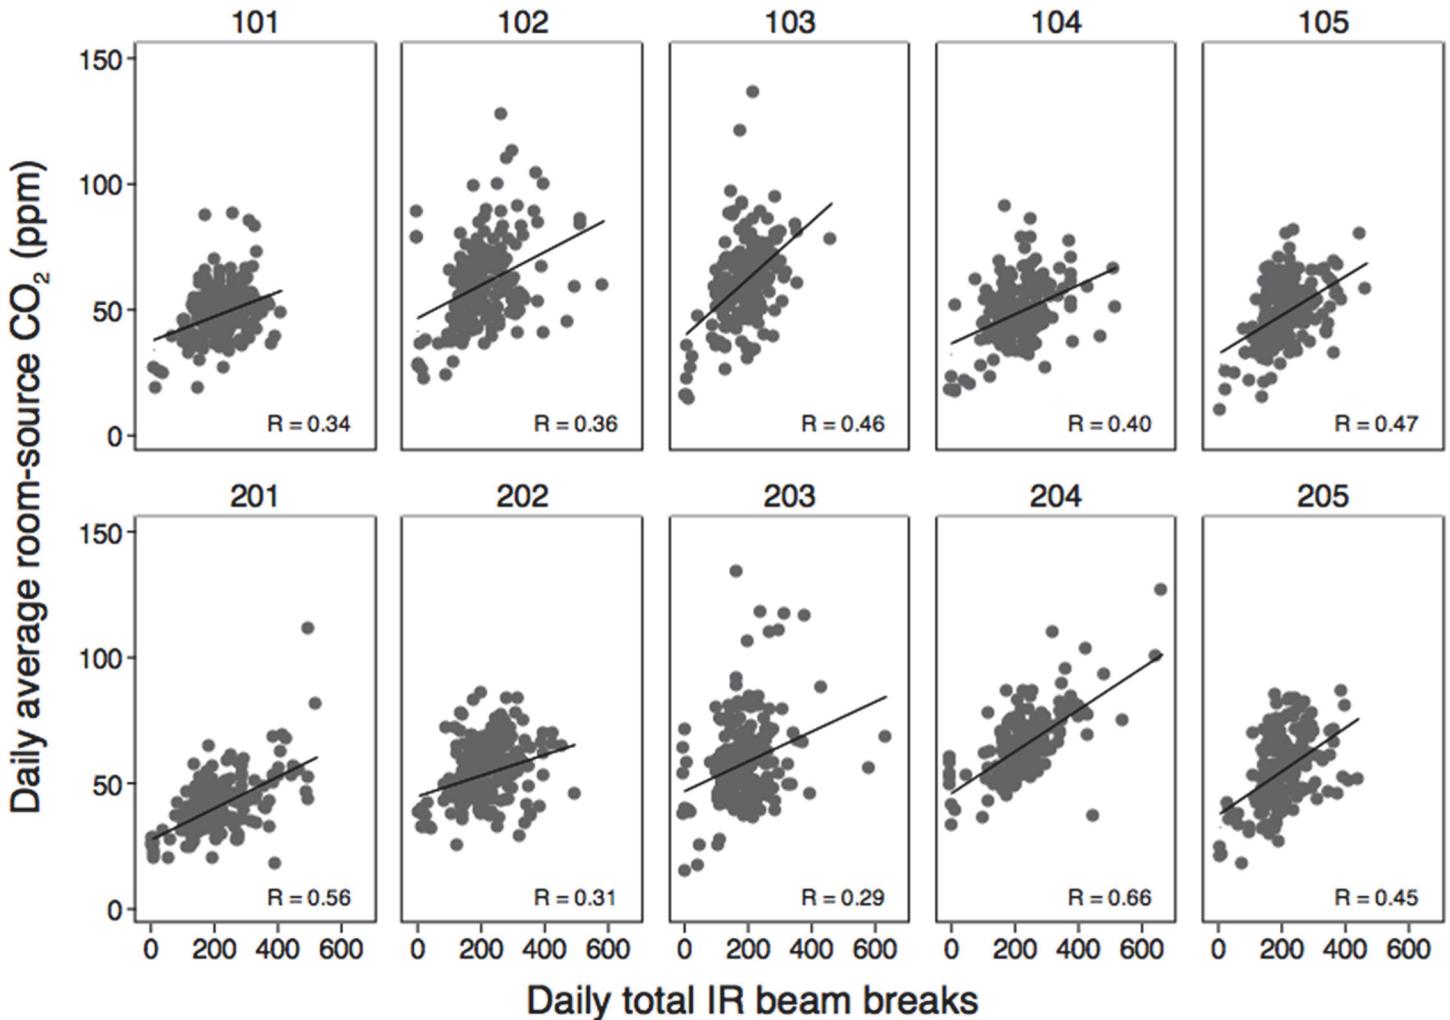 101 102 103 104 105
150
100
50
0
R = 0.34 R = 0.36 R = 0.46 R = 0.40 R = 0.47
201 202 203 204 205
150
100
50
0
R = 0.56 R = 0.31 R = 0.29 R = 0.66 R = 0.45
0 200 400 600 0 200 400 600 0 200 400 600 0 200 400 600 0 200 400 600
Daily total IR beam breaks
Daily average room-source CO₂ (ppm)